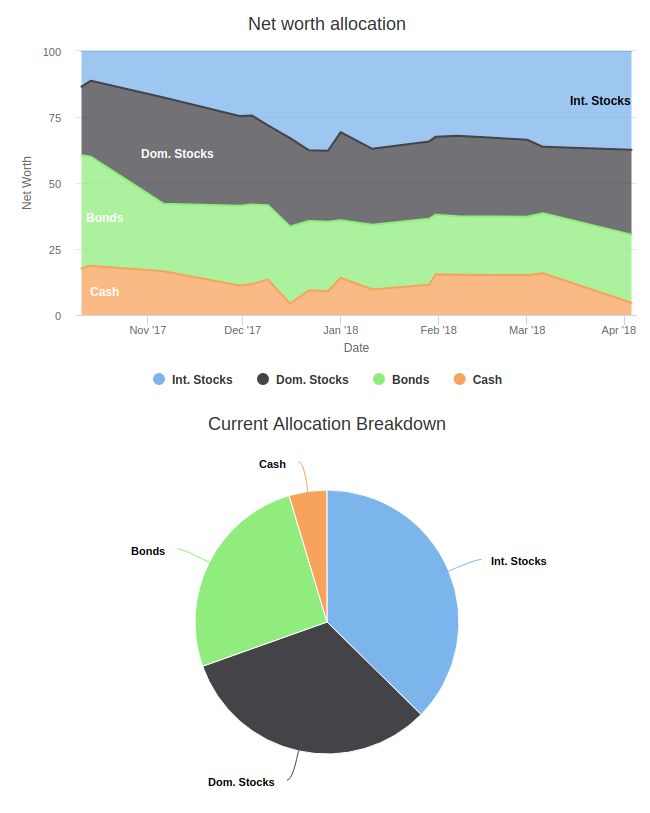 Net worth allocation
100
75
50
25
0
Net Worth
Int. Stocks
Dom. Stocks
Bonds
Cash
Nov '17 Dec '17 Jan '18 Feb '18 Mar '18 Apr '18
Date
Int. Stocks Dom. Stocks Bonds Cash
Current Allocation Breakdown
Cash
Bonds
Int. Stocks
Dom. Stocks